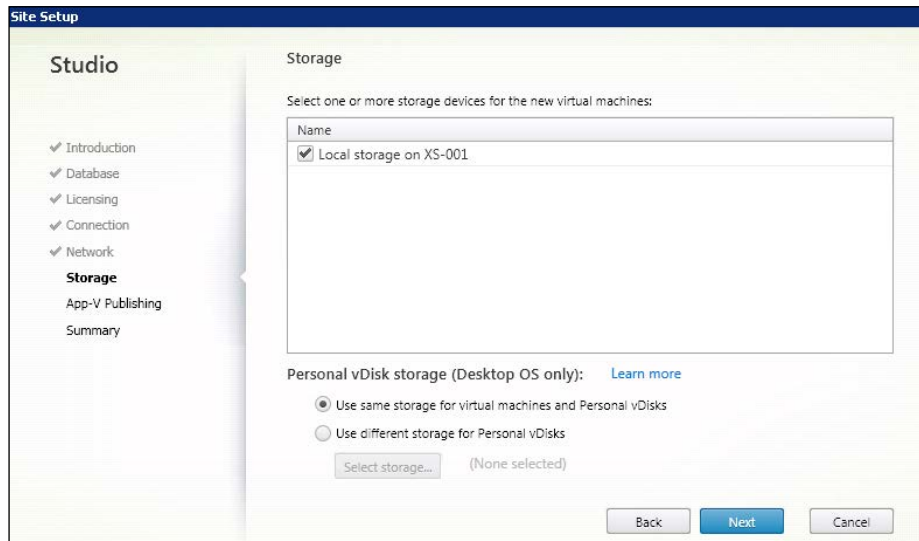 Site Setup
Studio
Introduction
Database
Licensing
Connection
Network
Storage
App-V Publishing
Summary
Storage
Select one or more storage devices for the new virtual machines:
Name
Local storage on XS-001
Personal vDisk storage (Desktop OS only): Learn more
Use same storage for virtual machines and Personal vDisks
Use different storage for Personal vDisks
Select storage... (None selected)
Back Next Cancel